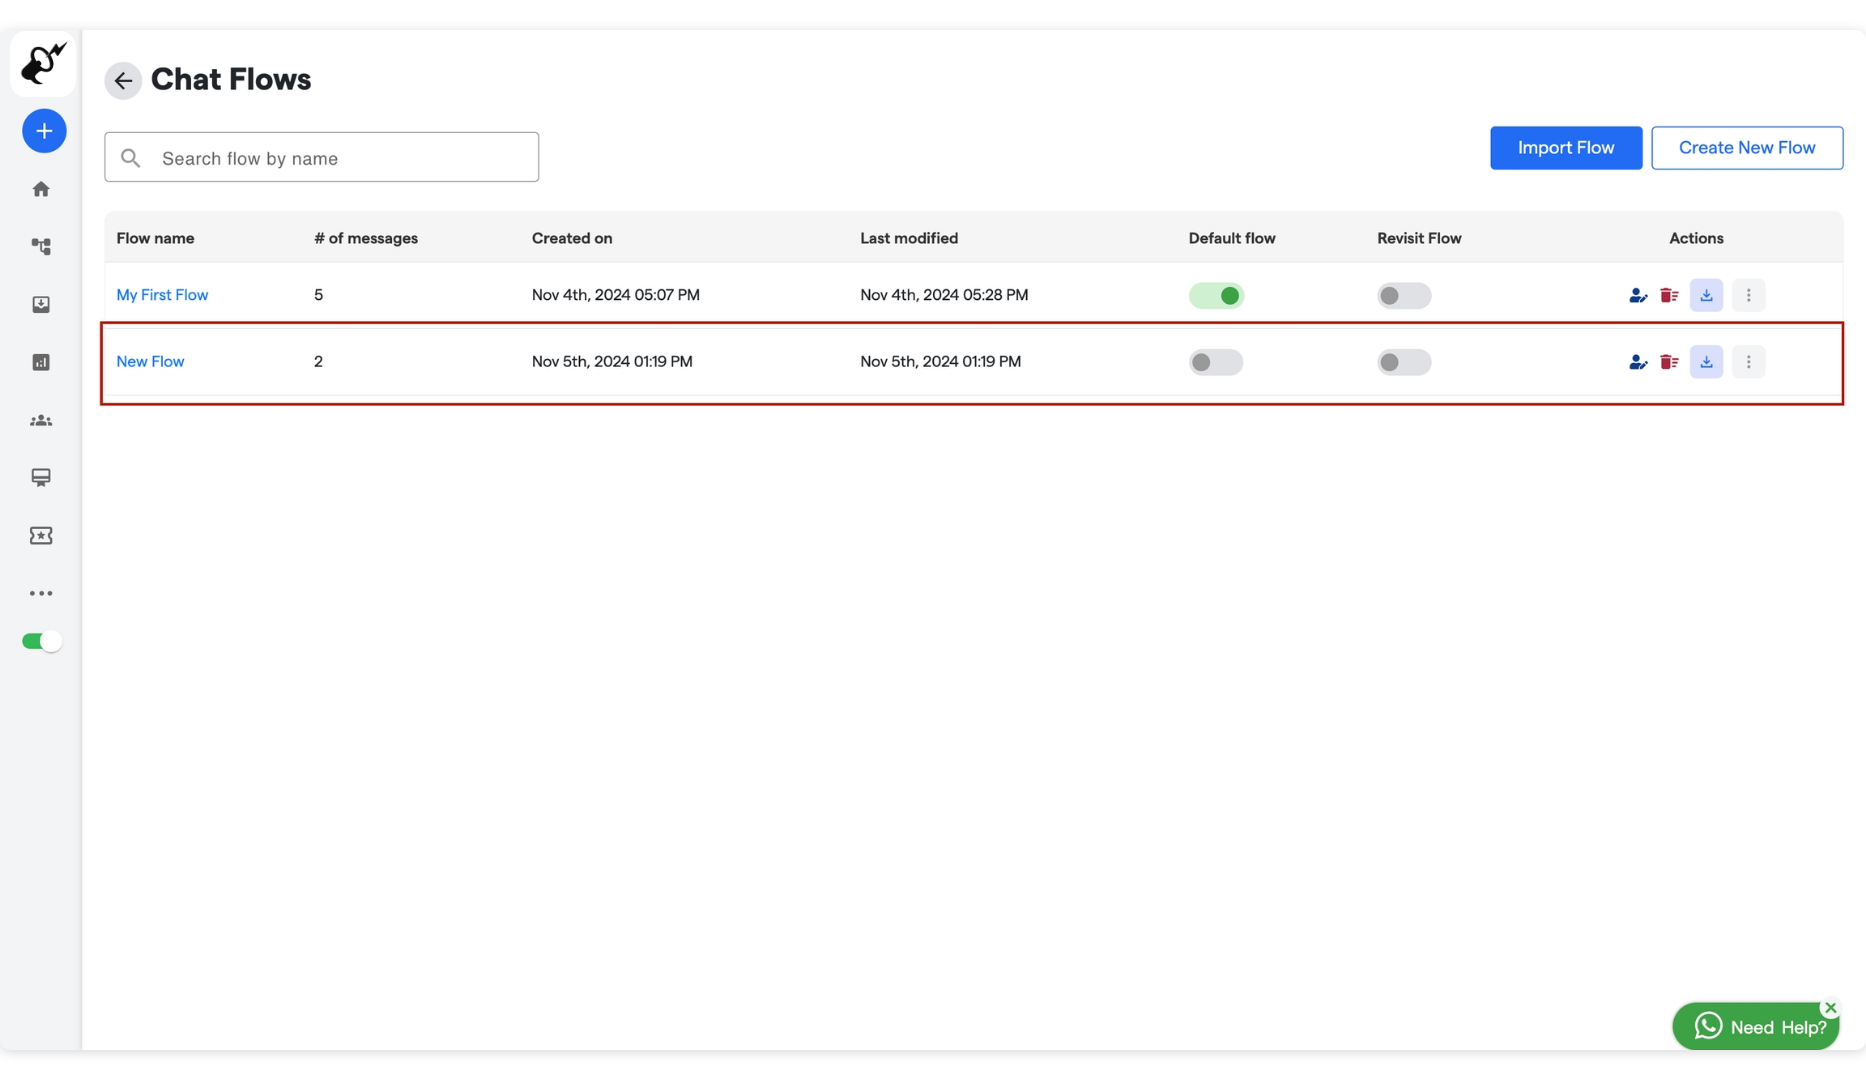 Chat Flows
Search flow by name
Import Flow
Create New Flow
Flow name # of messages Created on Last modified Default flow Revisit Flow Actions
My First Flow 5 Nov 4th, 2024 05:07 PM Nov 4th, 2024 05:28 PM
New Flow 2 Nov 5th, 2024 01:19 PM Nov 5th, 2024 01:19 PM
Need Help?